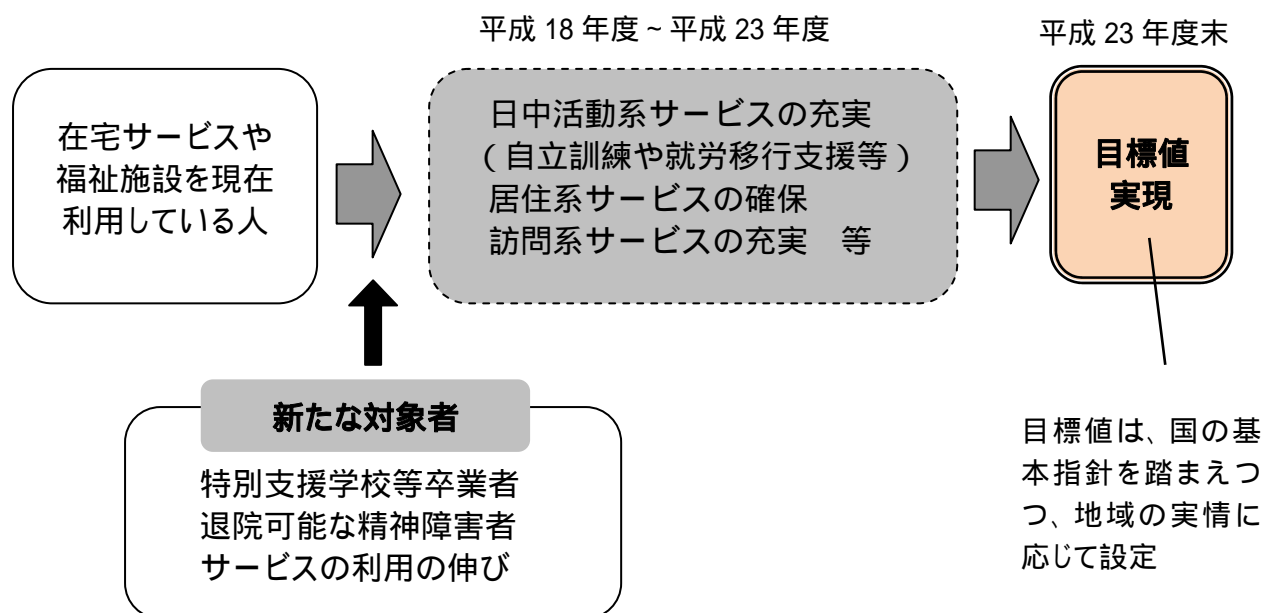 平成 18 年度 ~ 平成 23 年度
平成 23 年度末
在宅サービスや
福祉施設を現在
利用している人
日中活動系サービスの充実
（自立訓練や就労移行支援等）
居住系サービスの確保
訪問系サービスの充実　等
目標値
実現
新たな対象者
特別支援学校等卒業者
退院可能な精神障害者
サービスの利用の伸び
目標値は、国の基
本指針を踏まえつ
つ、地域の実情に
応じて設定